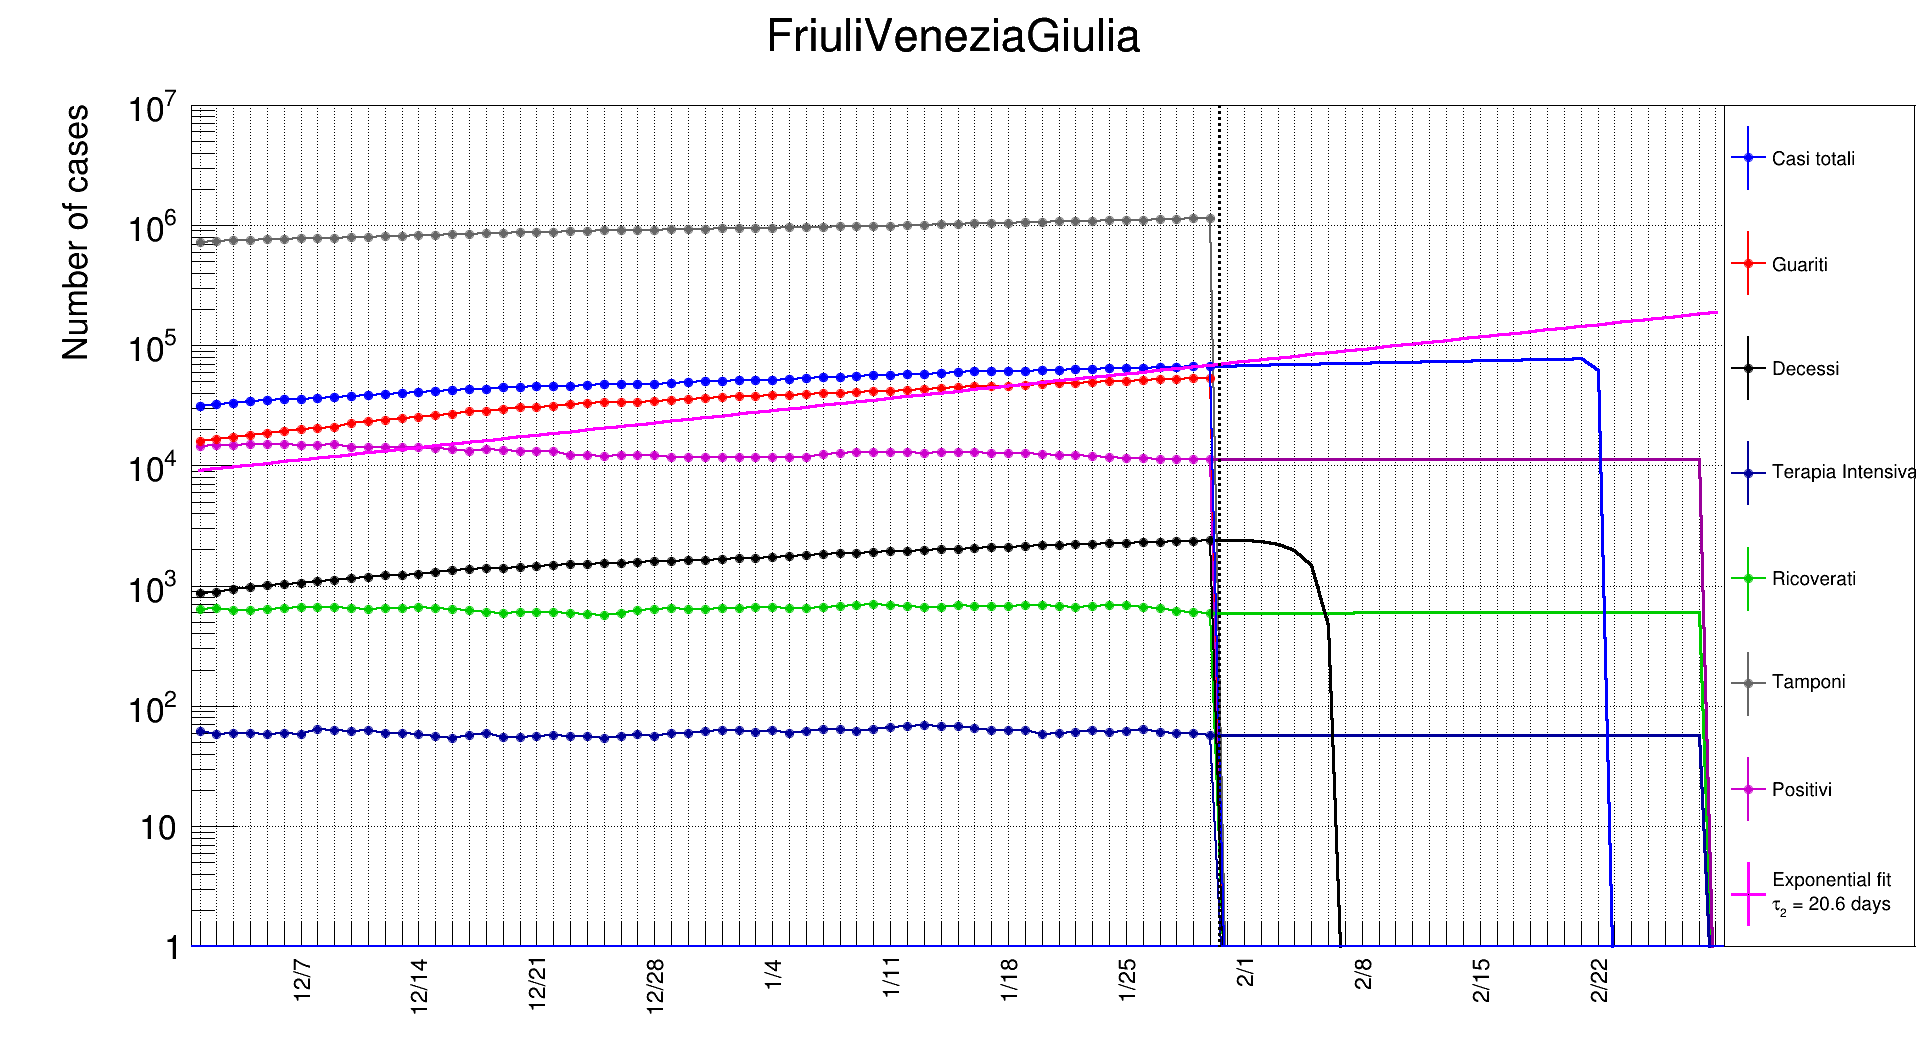 FriuliVeneziaGiulia
Number of cases
10^7
10^6
10^5
10^4
10^3
10^2
10
1
12/7
12/14
12/21
12/28
1/4
1/11
1/18
1/25
2/1
2/8
2/15
2/22
Casi totali
Guariti
Decessi
Terapia Intensiva
Ricoverati
Tamponi
Positivi
Exponential fit
τ_2 = 20.6 days